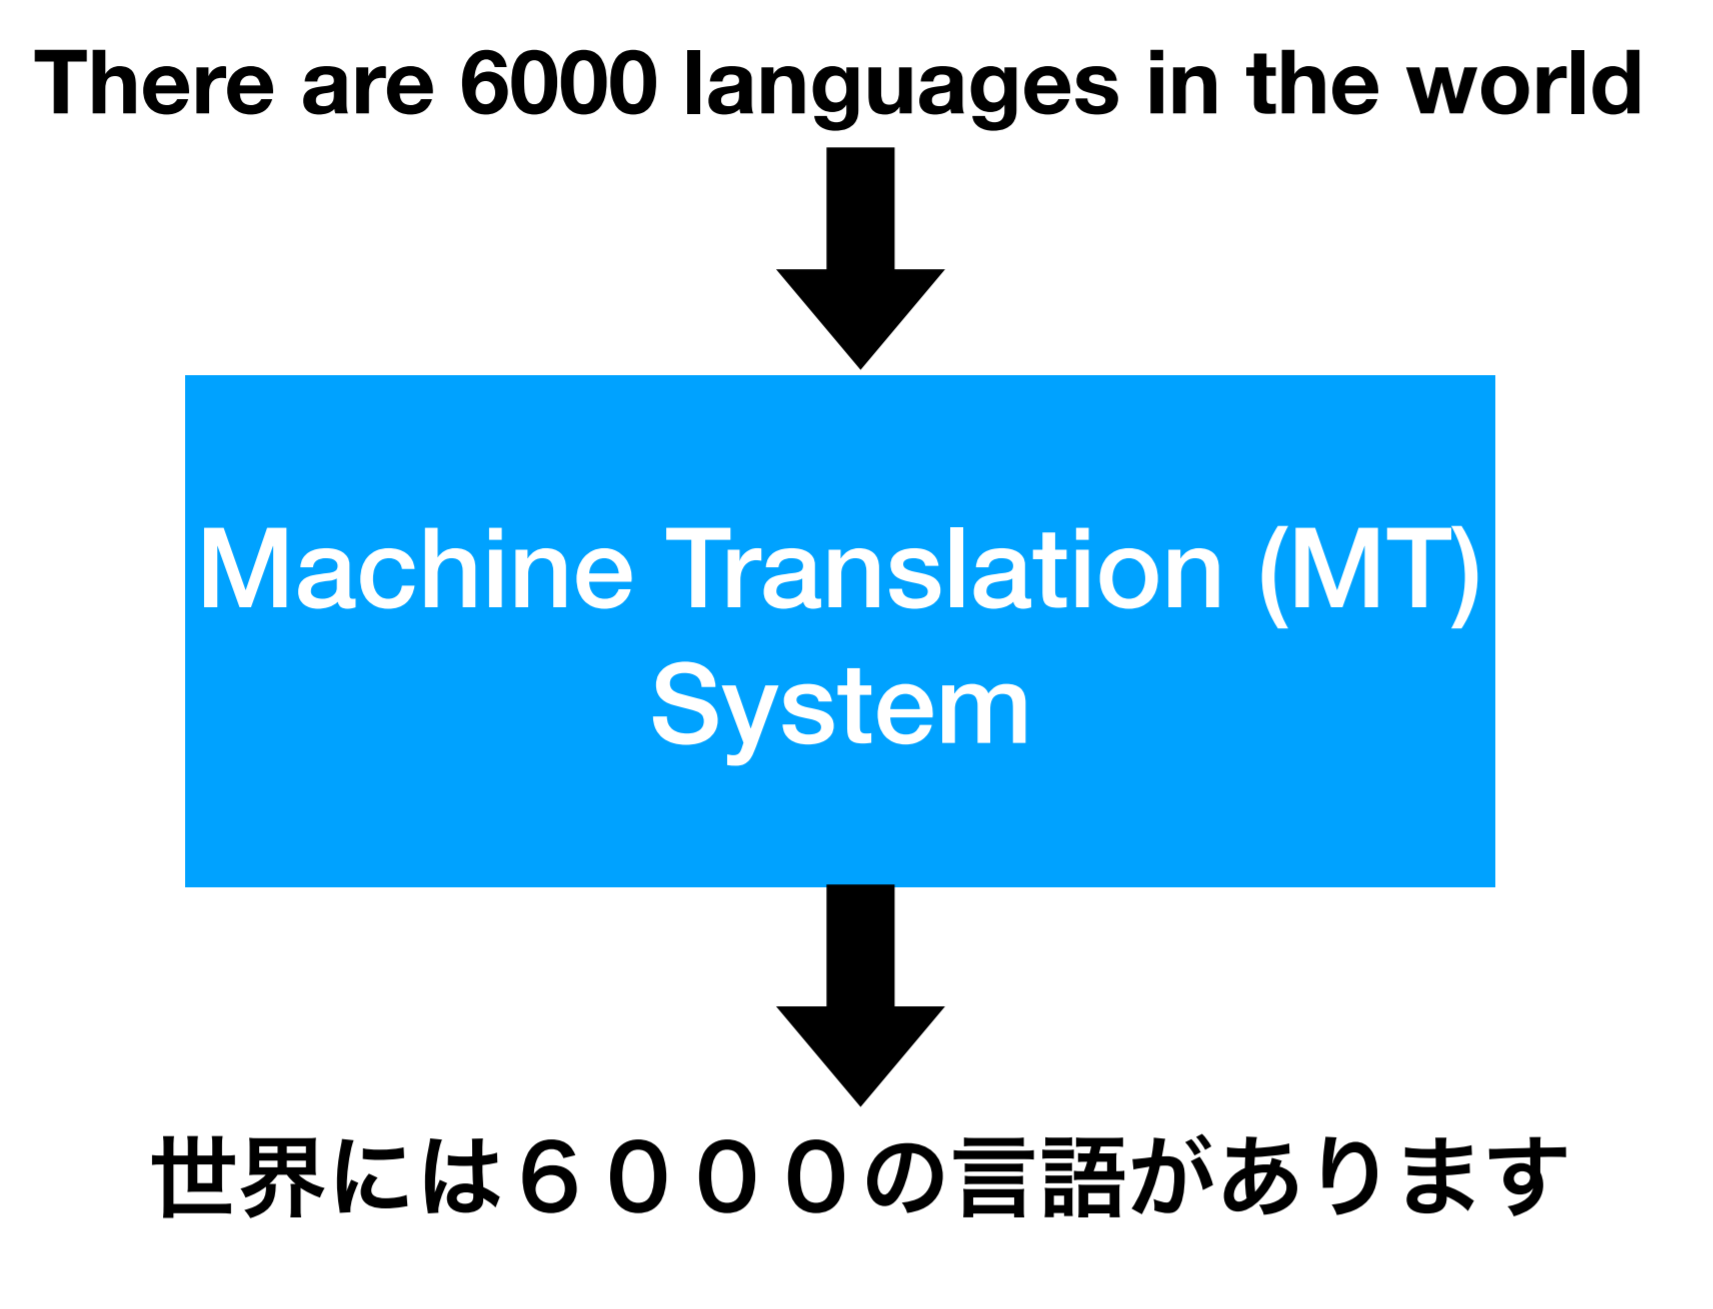 There are 6000 languages in the world
Machine Translation (MT)
System
世界には６０００の言語があります